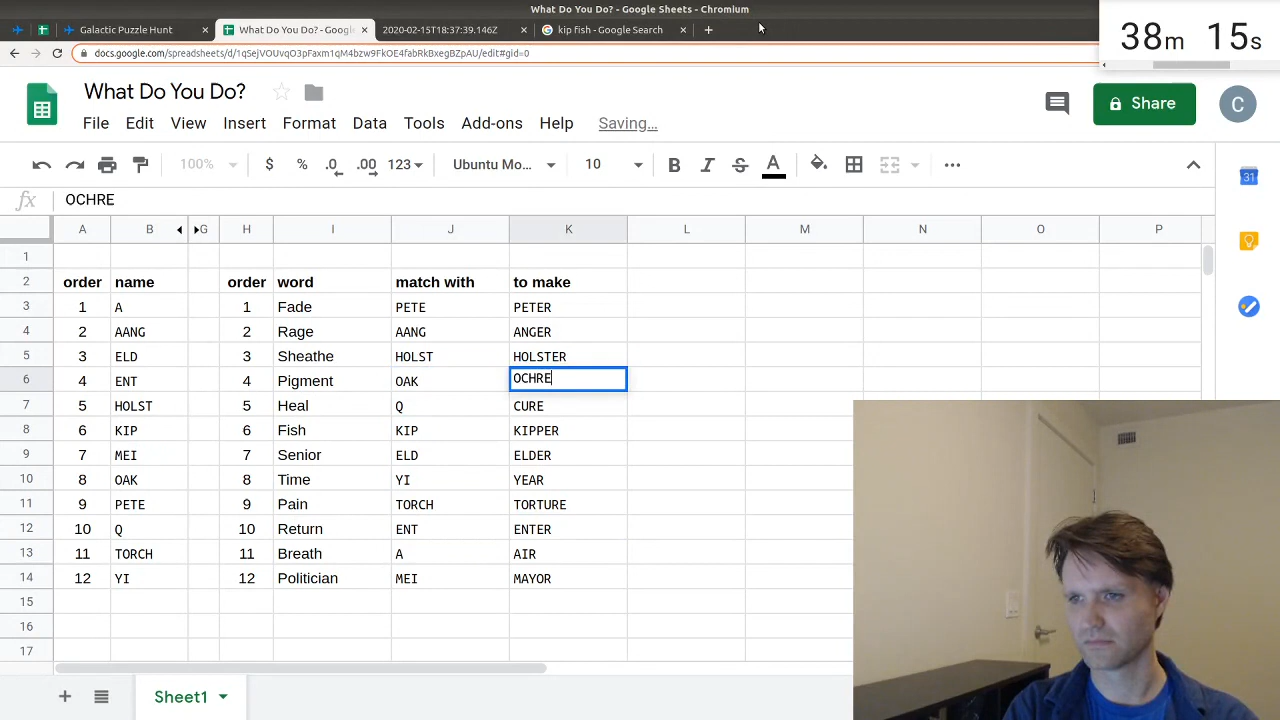 What Do You Do? - Google Sheets - Chromium
Galactic Puzzle Hunt × What Do You Do? - Googl × 2020-02-15T18:37:39.146Z × kip fish - Google Search × +
docs.google.com/spreadsheets/d/1qSejVOUvqO3pFaxm1qM4bzw9FkOE4fabRkBxegBZpAU/edit#gid=0
38m 15s
What Do You Do?
File Edit View Insert Format Data Tools Add-ons Help Saving…
Share
C
100% $ % .0 .00 123 Ubuntu Mo... 10 B I S A
31
fx OCHRE
A B G H I J K L M N O P
1
2 order name order word match with to make
3 1 A 1 Fade PETE PETER
4 2 AANG 2 Rage AANG ANGER
5 3 ELD 3 Sheathe HOLST HOLSTER
6 4 ENT 4 Pigment OAK OCHRE
7 5 HOLST 5 Heal Q CURE
8 6 KIP 6 Fish KIP KIPPER
9 7 MEI 7 Senior ELD ELDER
10 8 OAK 8 Time YI YEAR
11 9 PETE 9 Pain TORCH TORTURE
12 10 Q 10 Return ENT ENTER
13 11 TORCH 11 Breath A AIR
14 12 YI 12 Politician MEI MAYOR
15
16
17
+ Sheet1